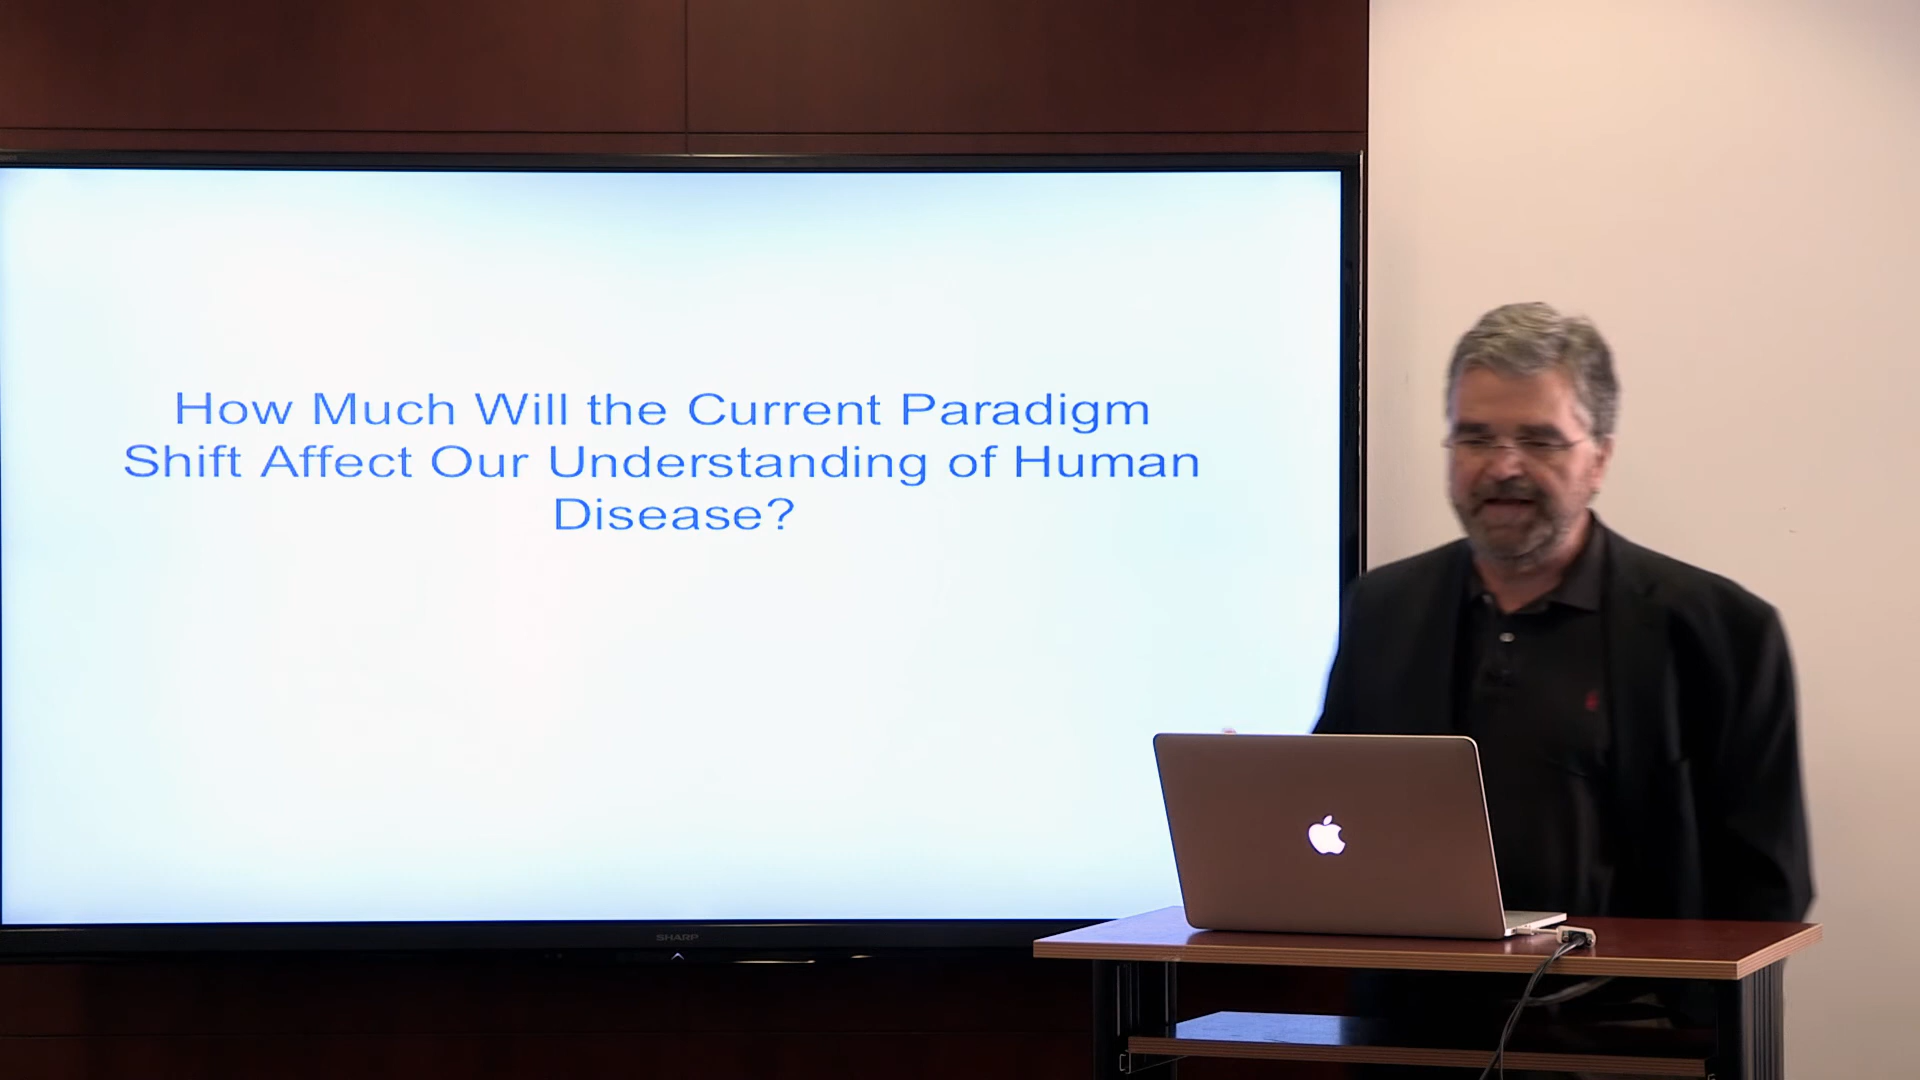 How Much Will the Current Paradigm
Shift Affect Our Understanding of Human
Disease?
SHARP